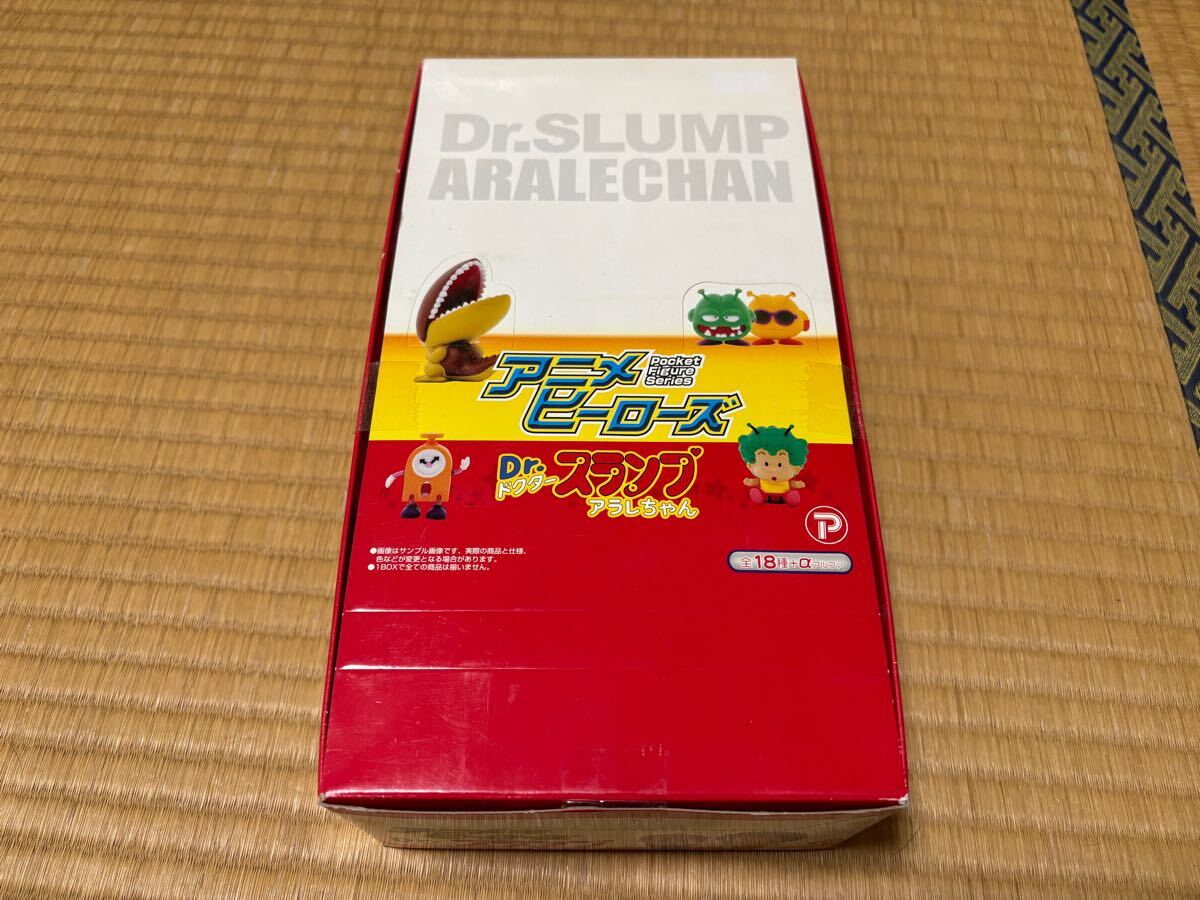 Dr.SLUMP
ARALECHAN
アニメ
ヒーローズ
Pocket
Figure
Series
Dr.
ドクター
スランプ
アラレちゃん
●画像はサンプル画像です、実際の商品と仕様、
色などが変更となる場合があります。
●1BOXで全ての商品は揃いません。
P
全18種+αアルファ